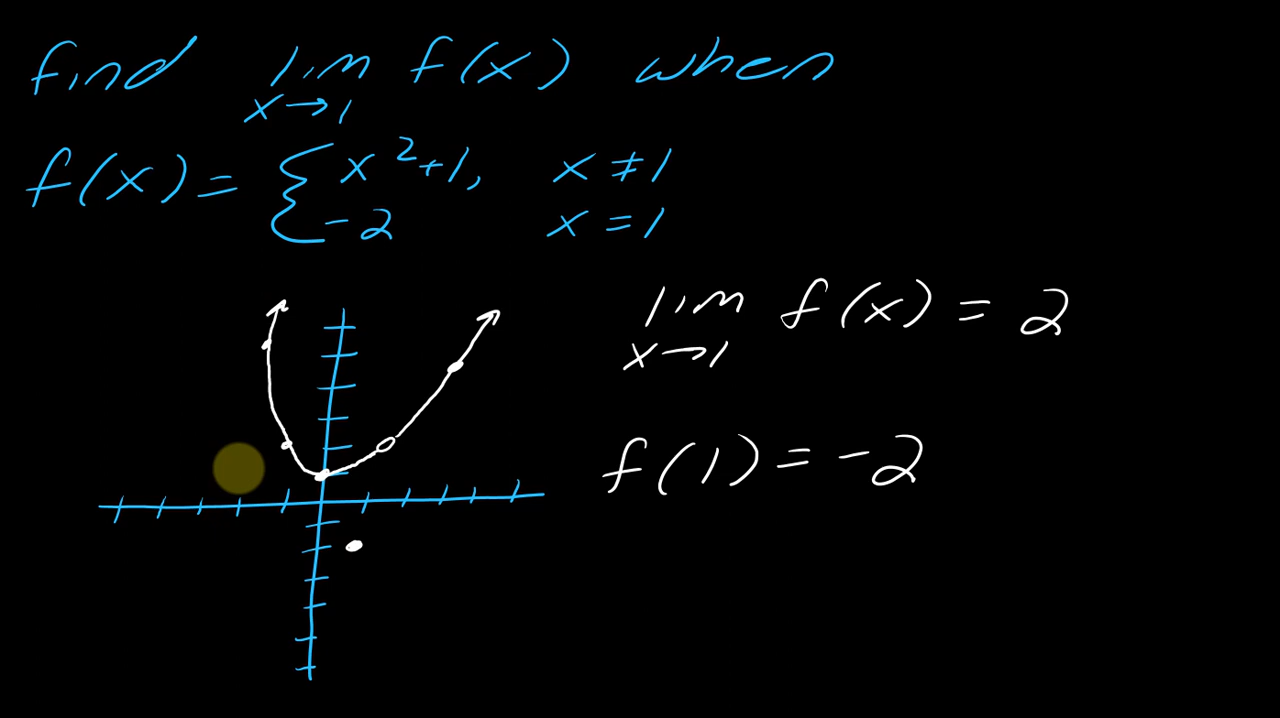 find lim f(x) when
x→1
f(x) = { x²+1, x ≠ 1
-2 x = 1
lim f(x) = 2
x→1
f(1) = -2